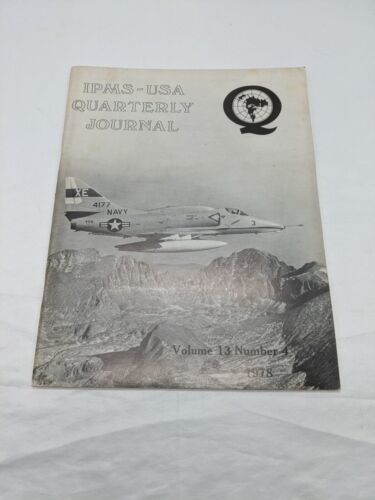 IPMS-USA
QUARTERLY
JOURNAL
Q
XE
4177
NAVY
3
Volume 13 Number 4
1978